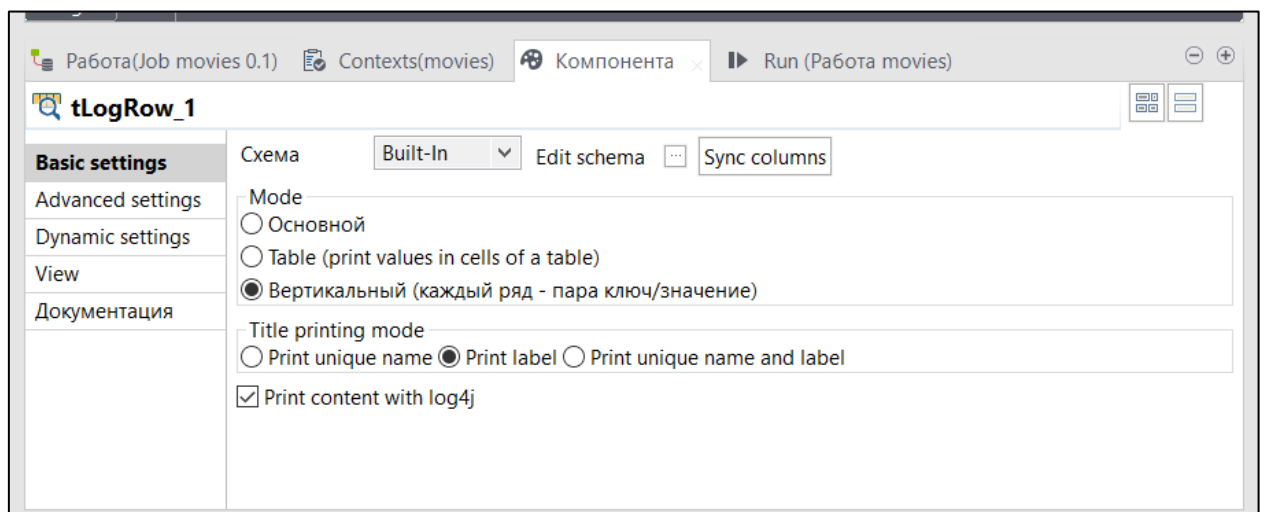 Работа(Job movies 0.1) Contexts(movies) Компонента Run (Работа movies)
tLogRow_1
Basic settings
Advanced settings
Dynamic settings
View
Документация
Схема Built-In Edit schema ... Sync columns
Mode
Основной
Table (print values in cells of a table)
Вертикальный (каждый ряд - пара ключ/значение)
Title printing mode
Print unique name Print label Print unique name and label
Print content with log4j